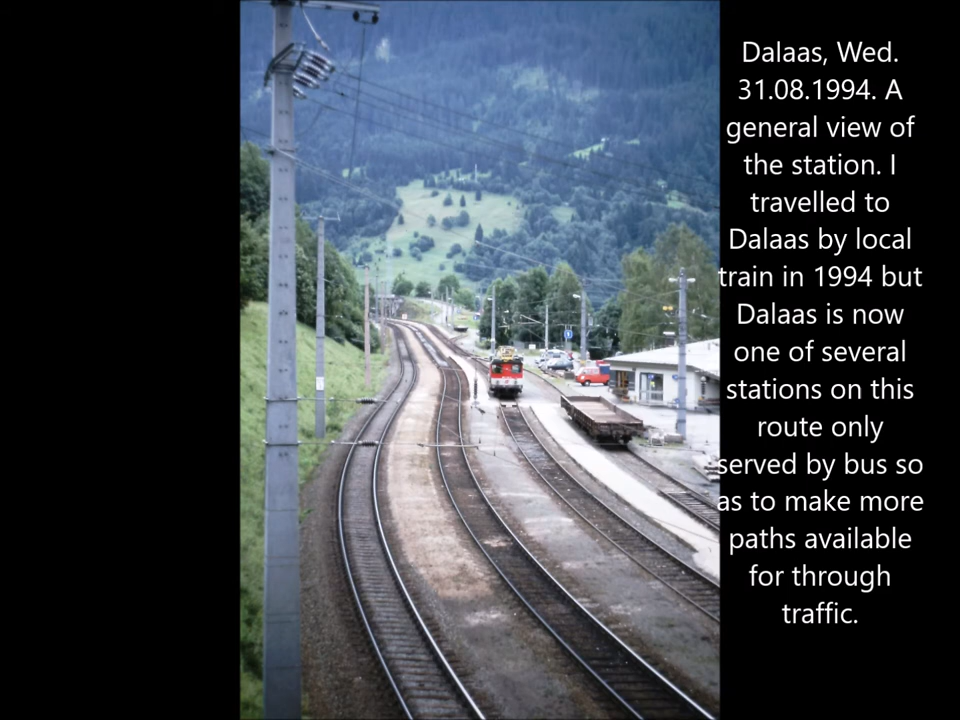 Dalaas, Wed.
31.08.1994. A
general view of
the station. I
travelled to
Dalaas by local
train in 1994 but
Dalaas is now
one of several
stations on this
route only
served by bus so
as to make more
paths available
for through
traffic.